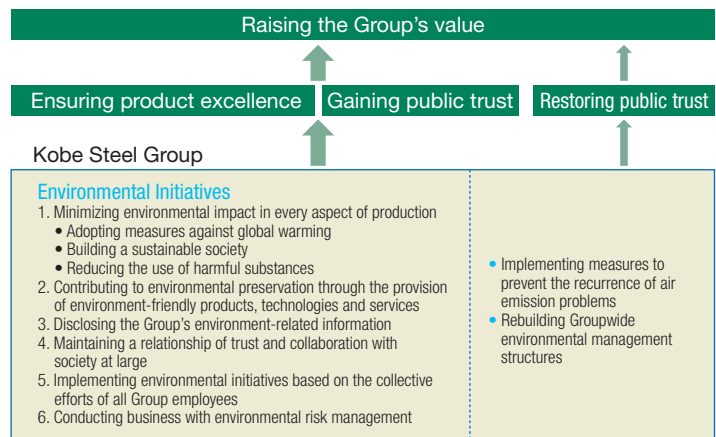 Raising the Group's value
Ensuring product excellence
Gaining public trust
Restoring public trust
Kobe Steel Group
Environmental Initiatives
1. Minimizing environmental impact in every aspect of production
• Adopting measures against global warming
• Building a sustainable society
• Reducing the use of harmful substances
2. Contributing to environmental preservation through the provision
of environment-friendly products, technologies and services
3. Disclosing the Group's environment-related information
4. Maintaining a relationship of trust and collaboration with
society at large
5. Implementing environmental initiatives based on the collective
efforts of all Group employees
6. Conducting business with environmental risk management
• Implementing measures to
prevent the recurrence of air
emission problems
• Rebuilding Groupwide
environmental management
structures